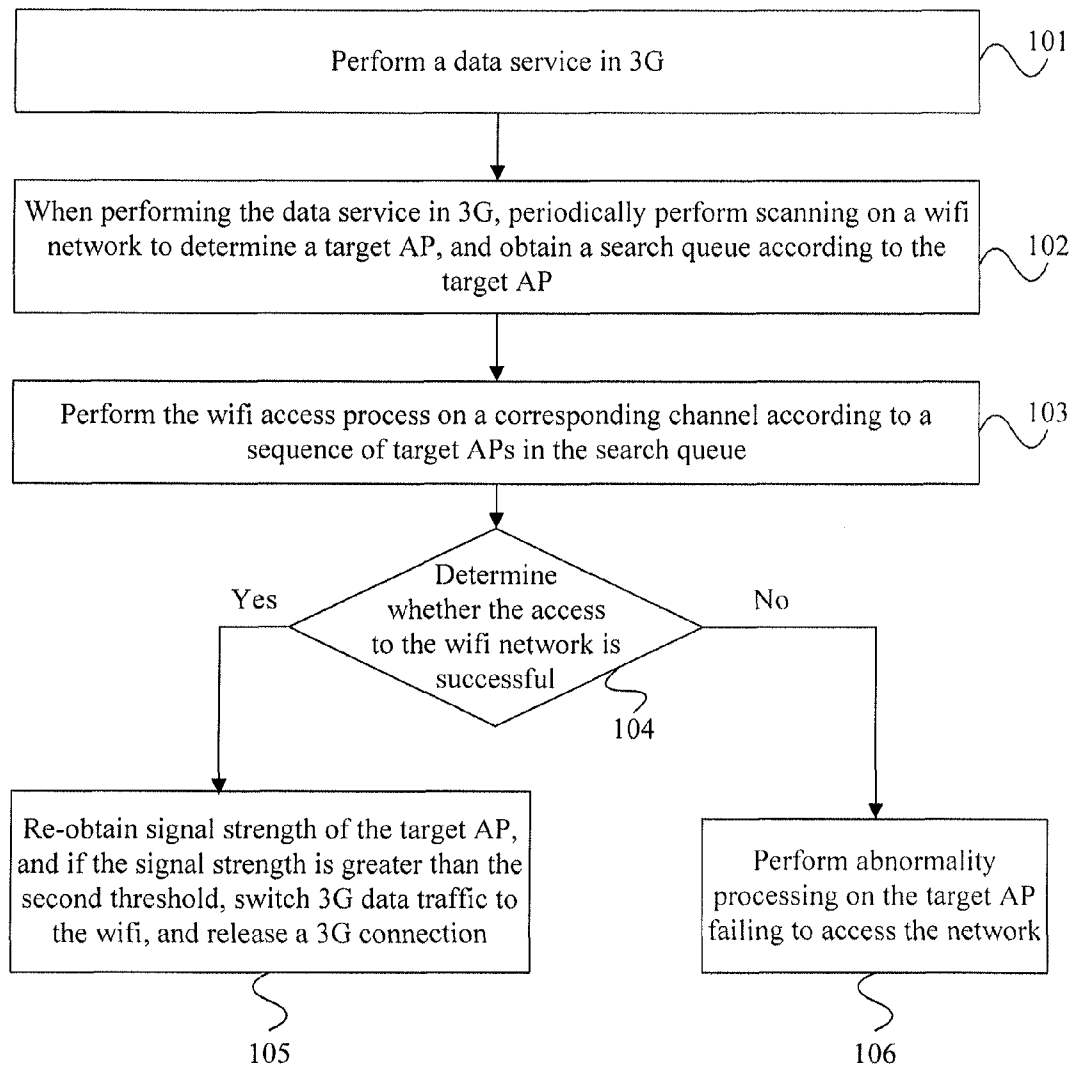 Perform a data service in 3G
101
When performing the data service in 3G, periodically perform scanning on a wifi
network to determine a target AP, and obtain a search queue according to the
target AP
102
Perform the wifi access process on a corresponding channel according to a
sequence of target APs in the search queue
103
Determine
whether the access
to the wifi network is
successful
Yes
No
104
Re-obtain signal strength of the target AP,
and if the signal strength is greater than the
second threshold, switch 3G data traffic to
the wifi, and release a 3G connection
Perform abnormality
processing on the target AP
failing to access the network
105
106